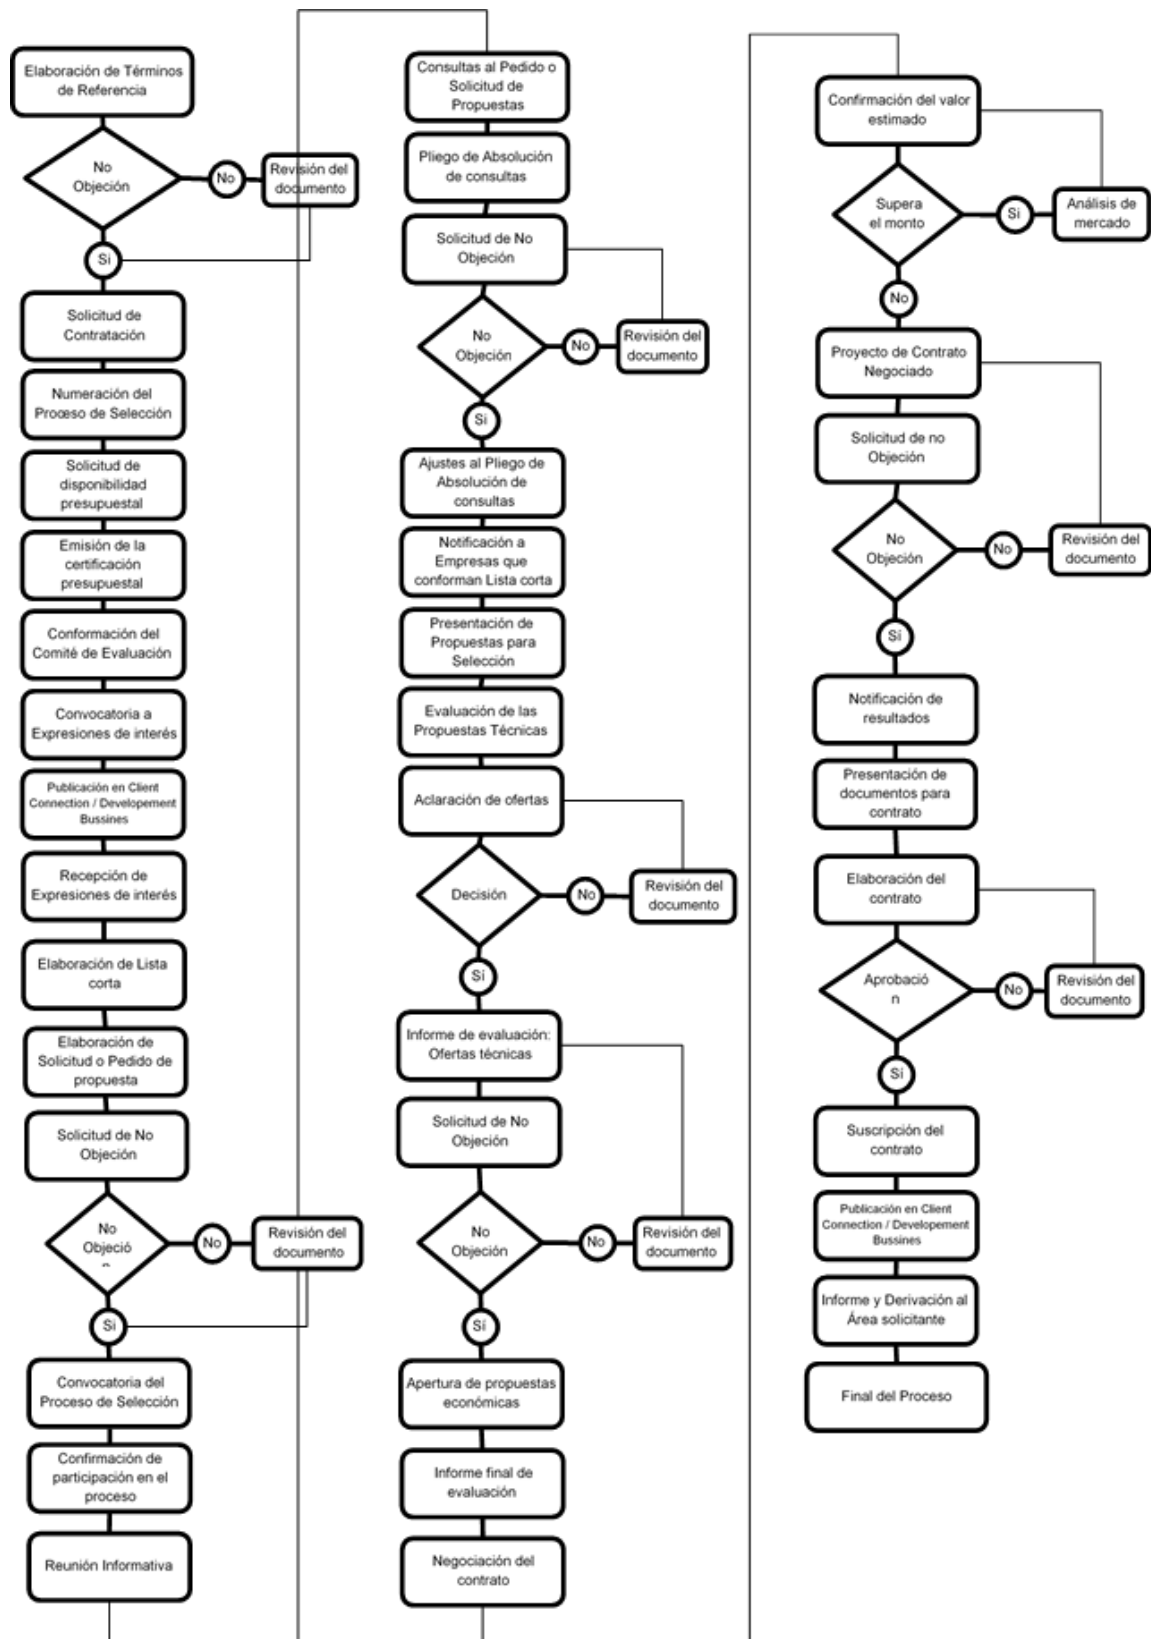 Elaboración de Términos
de Referencia
No
Objeción
No
Revisión del
documento
Si
Solicitud de
Contratación
Numeración del
Proceso de Selección
Solicitud de
disponibilidad
presupuestal
Emisión de la
certificación
presupuestal
Conformación del
Comité de Evaluación
Convocatoria a
Expresiones de interés
Publicación en Client
Connection / Developement
Bussines
Recepción de
Expresiones de interés
Elaboración de Lista
corta
Elaboración de
Solicitud o Pedido de
propuesta
Solicitud de No
Objeción
No
Objeció
No
Revisión del
documento
Si
Convocatoria del
Proceso de Selección
Confirmación de
participación en el
proceso
Reunión Informativa
Consultas al Pedido o
Solicitud de
Propuestas
Pliego de Absolución
de consultas
Solicitud de No
Objeción
No
Objeción
No
Revisión del
documento
Si
Ajustes al Pliego de
Absolución de
consultas
Notificación a
Empresas que
conforman Lista corta
Presentación de
Propuestas para
Selección
Evaluación de las
Propuestas Técnicas
Aclaración de ofertas
Decisión
No
Revisión del
documento
Sí
Informe de evaluación:
Ofertas técnicas
Solicitud de No
Objeción
No
Objeción
No
Revisión del
documento
Sí
Apertura de propuestas
económicas
Informe final de
evaluación
Negociación del
contrato
Confirmación del valor
estimado
Supera
el monto
Si
Análisis de
mercado
No
Proyecto de Contrato
Negociado
Solicitud de no
Objeción
No
Objeción
No
Revisión del
documento
Sí
Notificación de
resultados
Presentación de
documentos para
contrato
Elaboración del
contrato
Aprobació
n
No
Revisión del
documento
Sí
Suscripción del
contrato
Publicación en Client
Connection / Developement
Bussines
Informe y Derivación al
Área solicitante
Final del Proceso